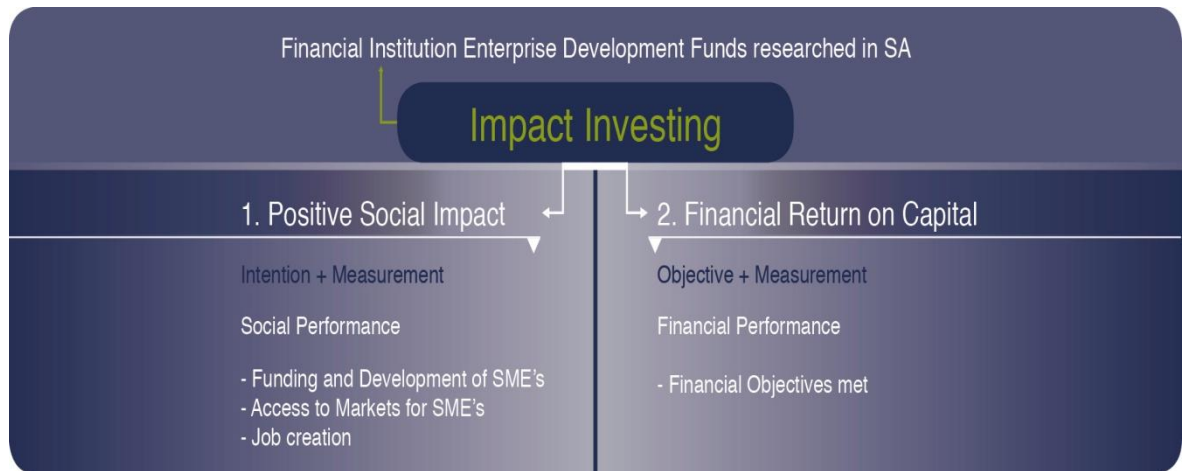 Financial Institution Enterprise Development Funds researched in SA
Impact Investing
1. Positive Social Impact
Intention + Measurement
Social Performance
- Funding and Development of SME's
- Access to Markets for SME's
- Job creation
2. Financial Return on Capital
Objective + Measurement
Financial Performance
- Financial Objectives met